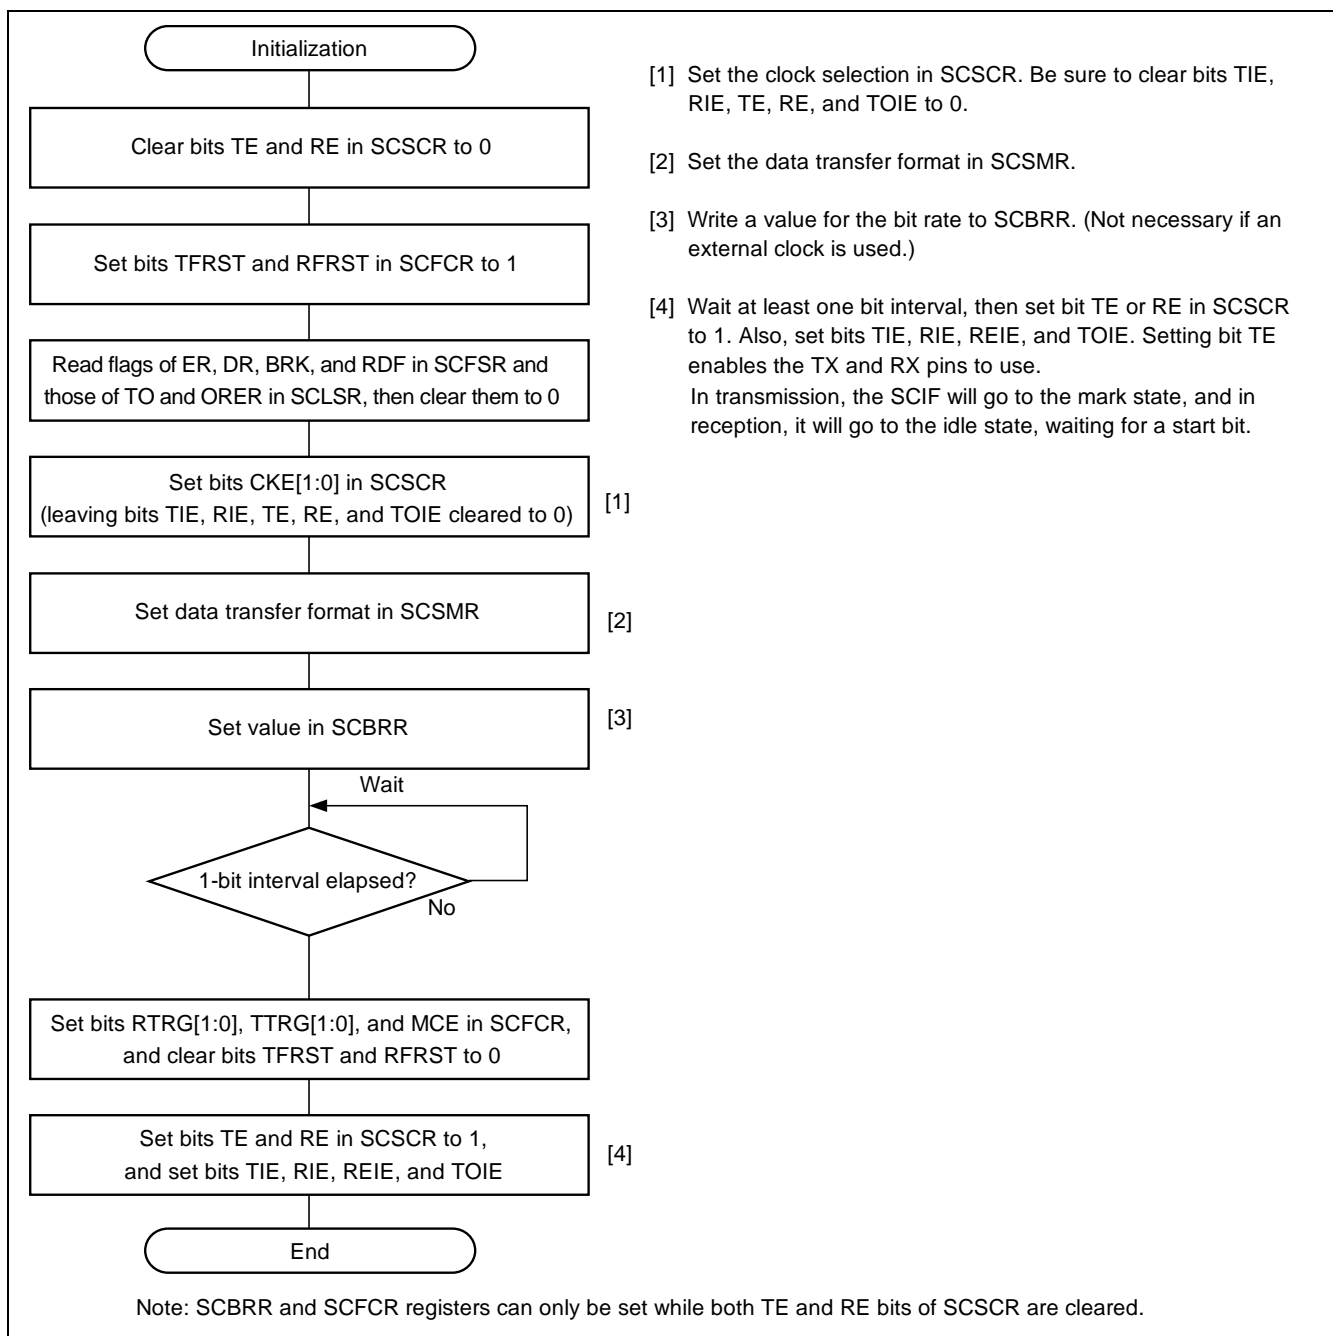 Initialization
Clear bits TE and RE in SCSCR to 0
Set bits TFRST and RFRST in SCFCR to 1
Read flags of ER, DR, BRK, and RDF in SCFSR and
those of TO and ORER in SCLSR, then clear them to 0
Set bits CKE[1:0] in SCSCR
(leaving bits TIE, RIE, TE, RE, and TOIE cleared to 0)
[1]
Set data transfer format in SCSMR
[2]
Set value in SCBRR
[3]
Wait
1-bit interval elapsed?
No
Set bits RTRG[1:0], TTRG[1:0], and MCE in SCFCR,
and clear bits TFRST and RFRST to 0
Set bits TE and RE in SCSCR to 1,
and set bits TIE, RIE, REIE, and TOIE
[4]
End
[1] Set the clock selection in SCSCR. Be sure to clear bits TIE,
RIE, TE, RE, and TOIE to 0.
[2] Set the data transfer format in SCSMR.
[3] Write a value for the bit rate to SCBRR. (Not necessary if an
external clock is used.)
[4] Wait at least one bit interval, then set bit TE or RE in SCSCR
to 1. Also, set bits TIE, RIE, REIE, and TOIE. Setting bit TE
enables the TX and RX pins to use.
In transmission, the SCIF will go to the mark state, and in
reception, it will go to the idle state, waiting for a start bit.
Note: SCBRR and SCFCR registers can only be set while both TE and RE bits of SCSCR are cleared.